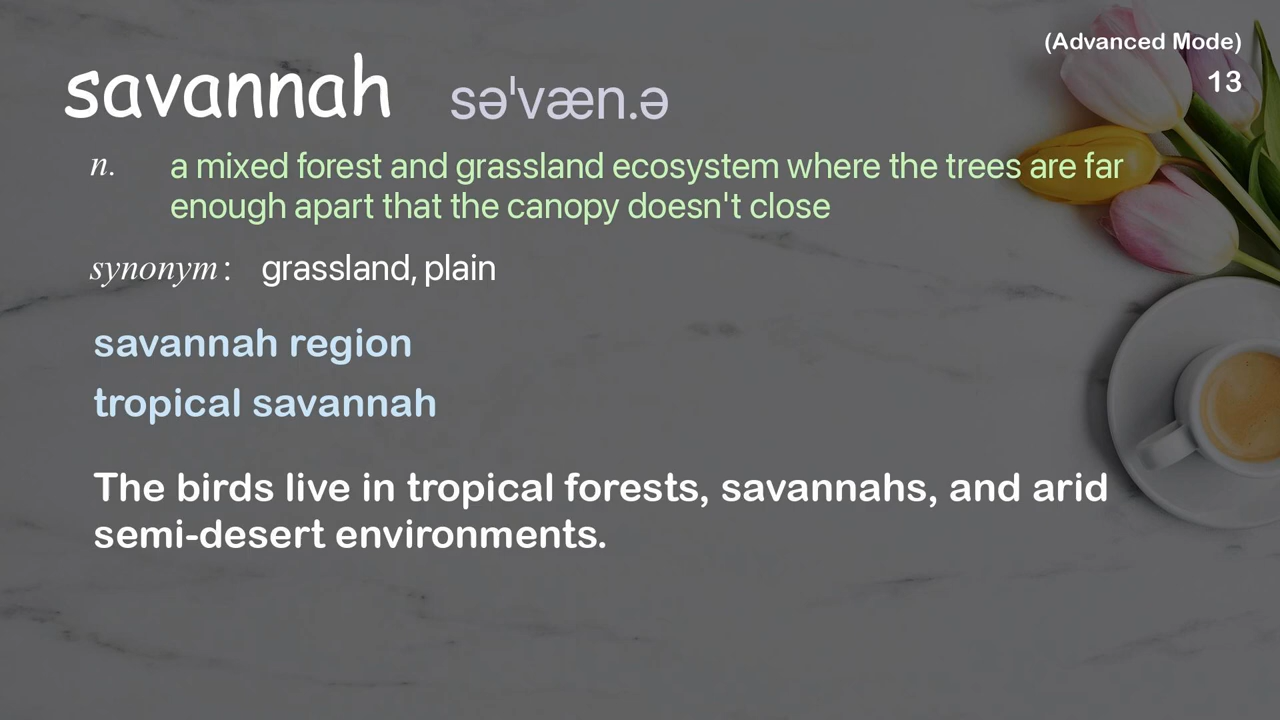 (Advanced Mode)
13
savannah səˈvæn.ə
n. a mixed forest and grassland ecosystem where the trees are far
enough apart that the canopy doesn't close
synonym: grassland, plain
savannah region
tropical savannah
The birds live in tropical forests, savannahs, and arid
semi-desert environments.